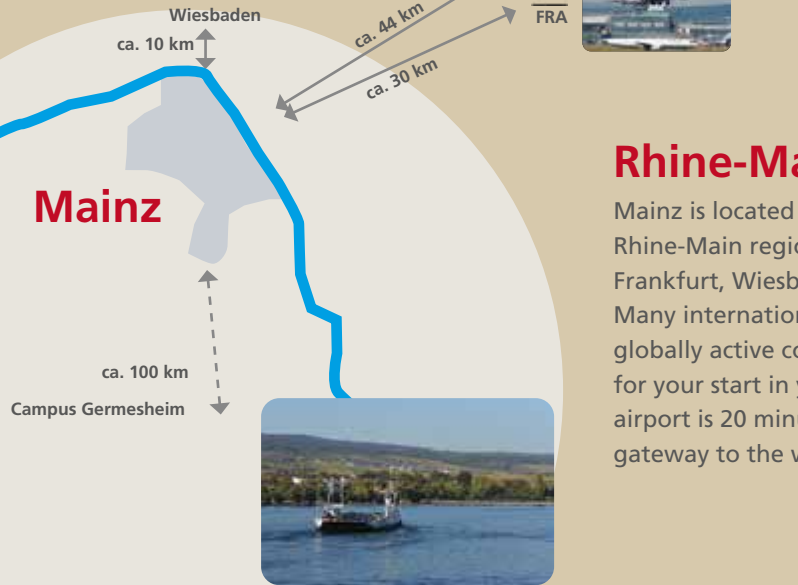 Wiesbaden
ca. 10 km
ca. 44 km
ca. 30 km
FRA
Mainz
ca. 100 km
Campus Germesheim
Rhine-Ma
Mainz is located
Rhine-Main regio
Frankfurt, Wiesb
Many internation
globally active co
for your start in y
airport is 20 minu
gateway to the w